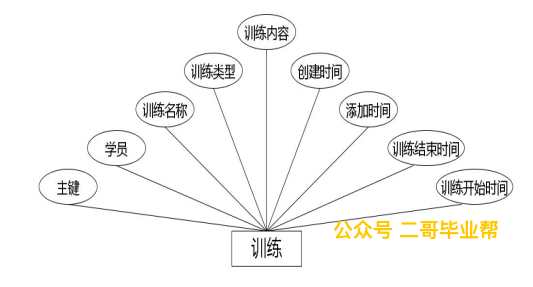 训练内容
训练类型
创建时间
训练名称
添加时间
学员
训练结束时间
主键
训练开始时间
公众号 二哥毕业帮
训练